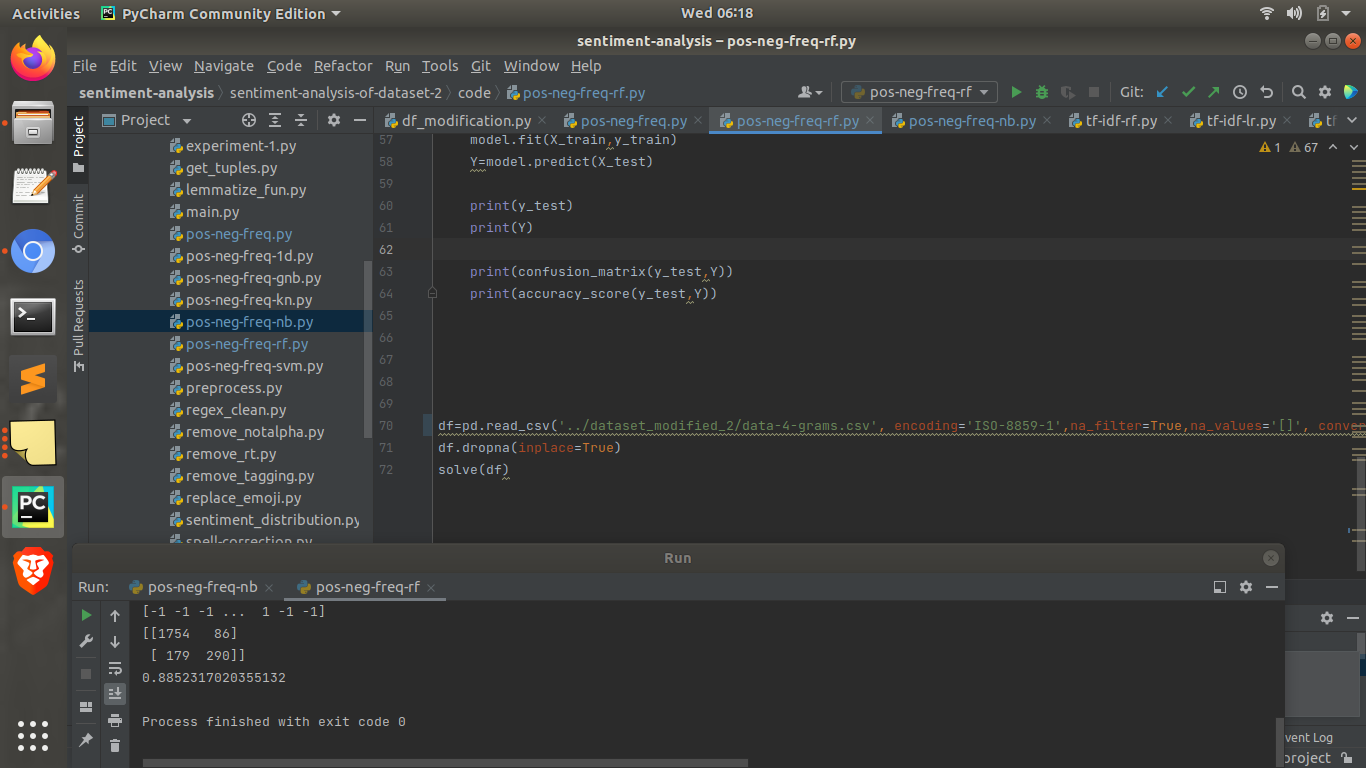 Activities PyCharm Community Edition Wed 06:18
sentiment-analysis – pos-neg-freq-rf.py
File Edit View Navigate Code Refactor Run Tools Git Window Help
sentiment-analysis sentiment-analysis-of-dataset-2 code pos-neg-freq-rf.py pos-neg-freq-rf Git:
Project df_modification.py pos-neg-freq.py pos-neg-freq-rf.py pos-neg-freq-nb.py tf-idf-rf.py tf-idf-lr.py tf
Project
Commit
Pull Requests
experiment-1.py
get_tuples.py
lemmatize_fun.py
main.py
pos-neg-freq.py
pos-neg-freq-1d.py
pos-neg-freq-gnb.py
pos-neg-freq-kn.py
pos-neg-freq-nb.py
pos-neg-freq-rf.py
pos-neg-freq-svm.py
preprocess.py
regex_clean.py
remove_notalpha.py
remove_rt.py
remove_tagging.py
replace_emoji.py
sentiment_distribution.py
spell-correction.py
1 67
57 model.fit(X_train,y_train)
58 Y=model.predict(X_test)
59
60 print(y_test)
61 print(Y)
62
63 print(confusion_matrix(y_test,Y))
64 print(accuracy_score(y_test,Y))
65
66
67
68
69
70 df=pd.read_csv('../dataset_modified_2/data-4-grams.csv', encoding='ISO-8859-1',na_filter=True,na_values='[]', conver
71 df.dropna(inplace=True)
72 solve(df)
Run
Run: pos-neg-freq-nb pos-neg-freq-rf
[-1 -1 -1 ... 1 -1 -1]
[[1754 86]
[ 179 290]]
0.8852317020355132
Process finished with exit code 0
vent Log
project
PC